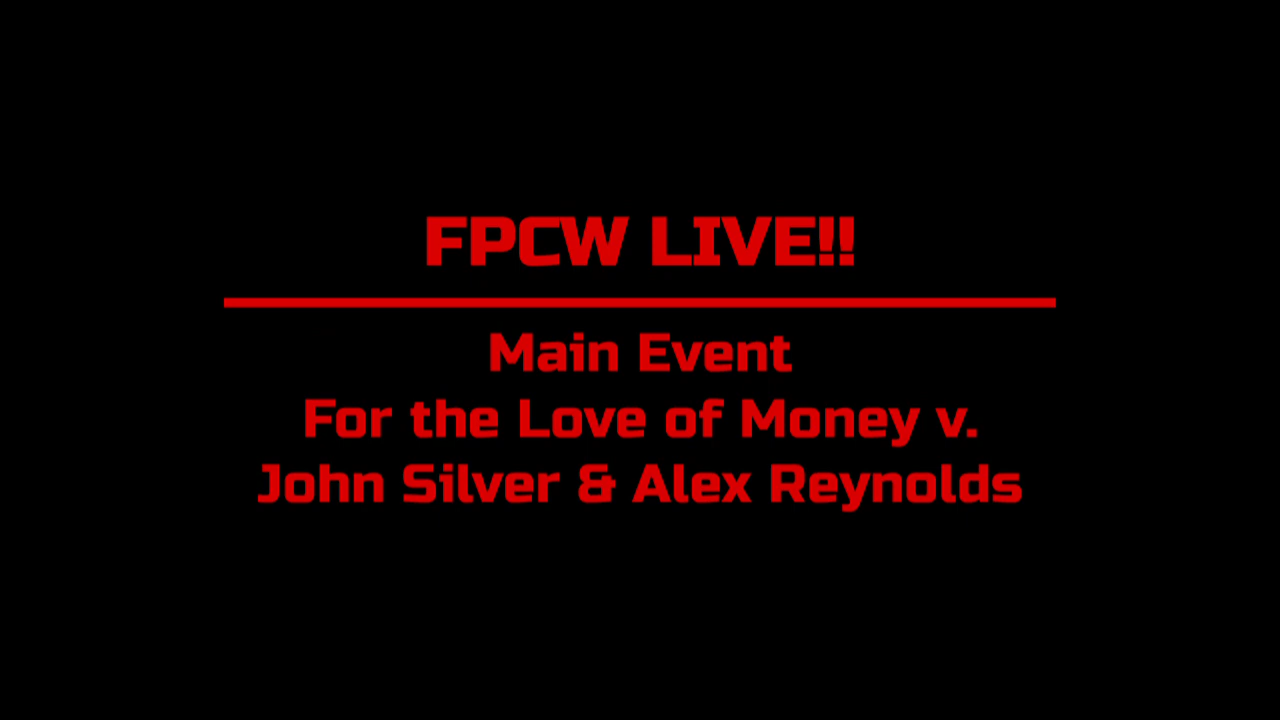 FPCW LIVE!!
Main Event
For the Love of Money v.
John Silver & Alex Reynolds